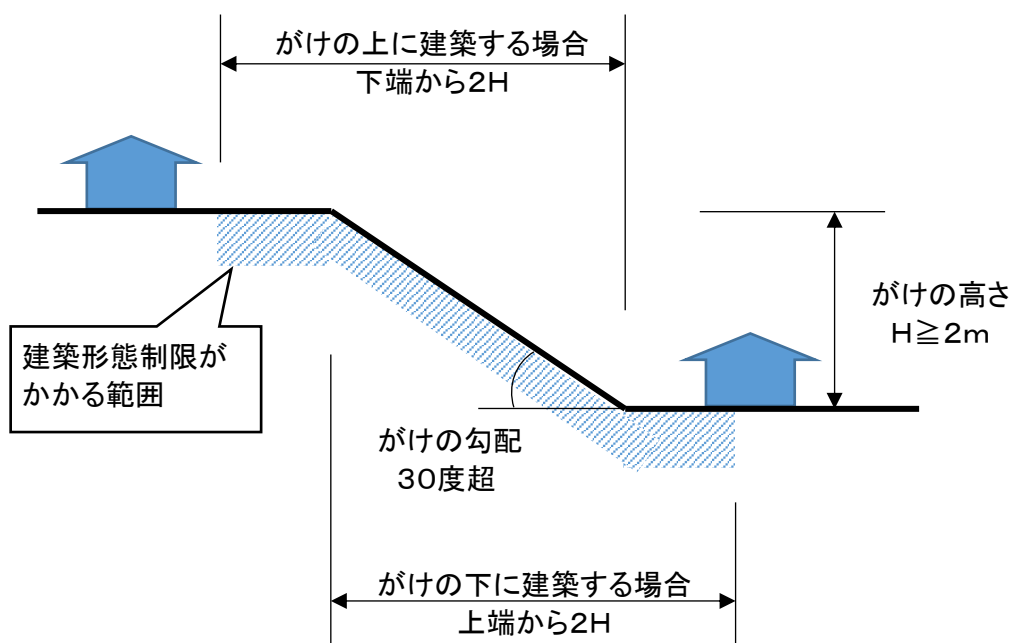 がけの上に建築する場合
下端から2H
がけの高さ
H≧2m
建築形態制限が
かかる範囲
がけの勾配
30度超
がけの下に建築する場合
上端から2H